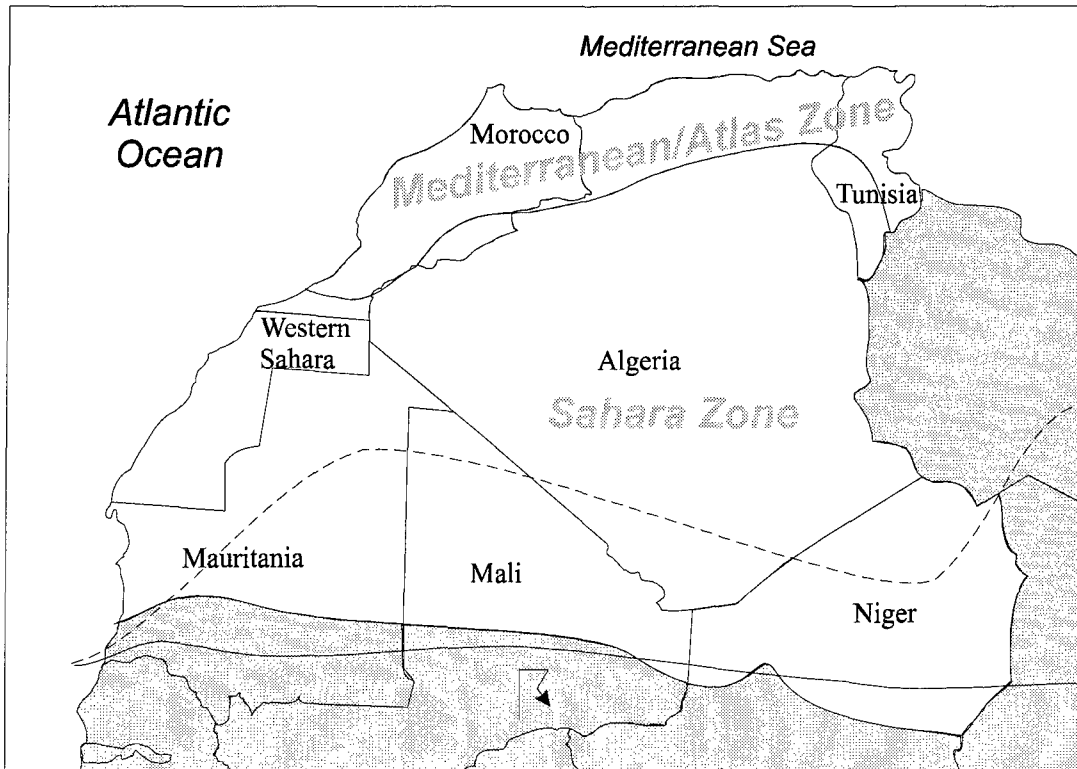 Mediterranean Sea
Atlantic
Ocean
Morocco
Mediterranean/Atlas Zone
Tunisia
Western
Sahara
Algeria
Sahara Zone
Mauritania
Mali
Niger